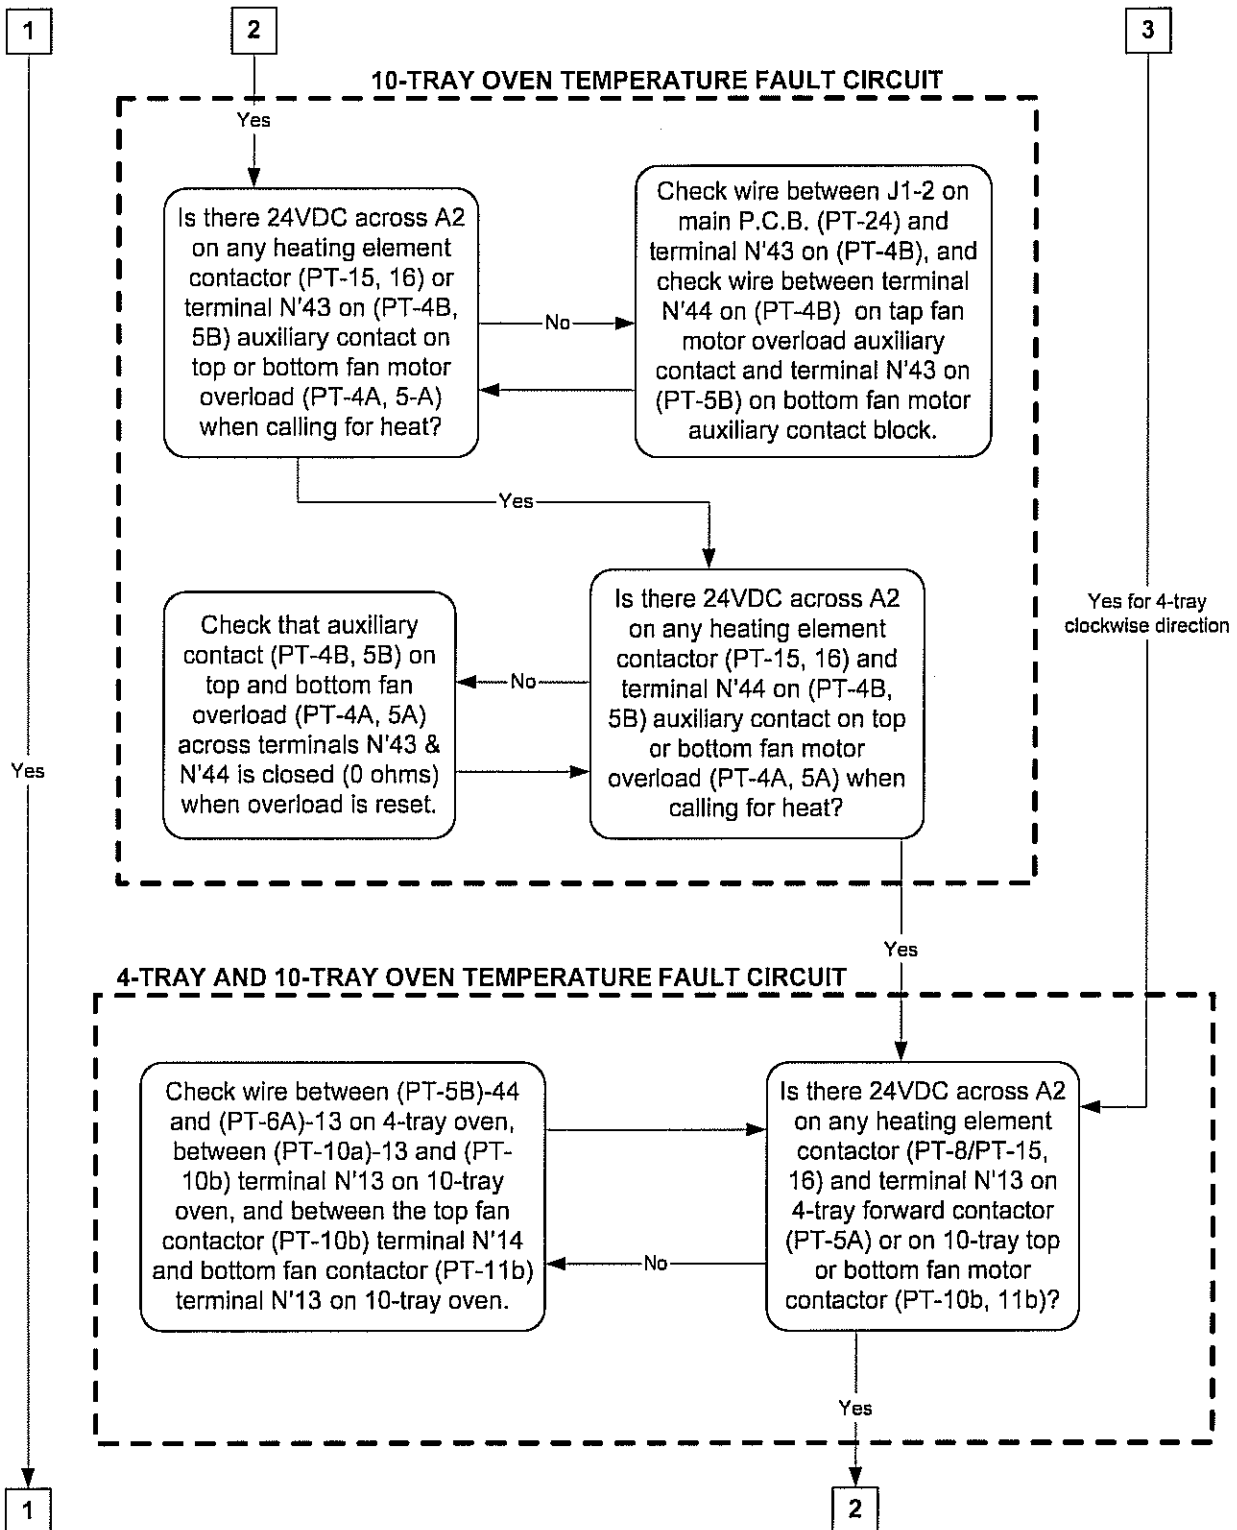 1
2
3
10-TRAY OVEN TEMPERATURE FAULT CIRCUIT
Yes
Is there 24VDC across A2
on any heating element
contactor (PT-15, 16) or
terminal N'43 on (PT-4B,
5B) auxiliary contact on
top or bottom fan motor
overload (PT-4A, 5-A)
when calling for heat?
No
Check wire between J1-2 on
main P.C.B. (PT-24) and
terminal N'43 on (PT-4B), and
check wire between terminal
N'44 on (PT-4B) on tap fan
motor overload auxiliary
contact and terminal N'43 on
(PT-5B) on bottom fan motor
auxiliary contact block.
Yes
Check that auxiliary
contact (PT-4B, 5B) on
top and bottom fan
overload (PT-4A, 5A)
across terminals N'43 &
N'44 is closed (0 ohms)
when overload is reset.
No
Is there 24VDC across A2
on any heating element
contactor (PT-15, 16) and
terminal N'44 on (PT-4B,
5B) auxiliary contact on top
or bottom fan motor
overload (PT-4A, 5A) when
calling for heat?
Yes for 4-tray
clockwise direction
Yes
Yes
4-TRAY AND 10-TRAY OVEN TEMPERATURE FAULT CIRCUIT
Check wire between (PT-5B)-44
and (PT-6A)-13 on 4-tray oven,
between (PT-10a)-13 and (PT-
10b) terminal N'13 on 10-tray
oven, and between the top fan
contactor (PT-10b) terminal N'14
and bottom fan contactor (PT-11b)
terminal N'13 on 10-tray oven.
No
Is there 24VDC across A2
on any heating element
contactor (PT-8/PT-15,
16) and terminal N'13 on
4-tray forward contactor
(PT-5A) or on 10-tray top
or bottom fan motor
contactor (PT-10b, 11b)?
Yes
1
2